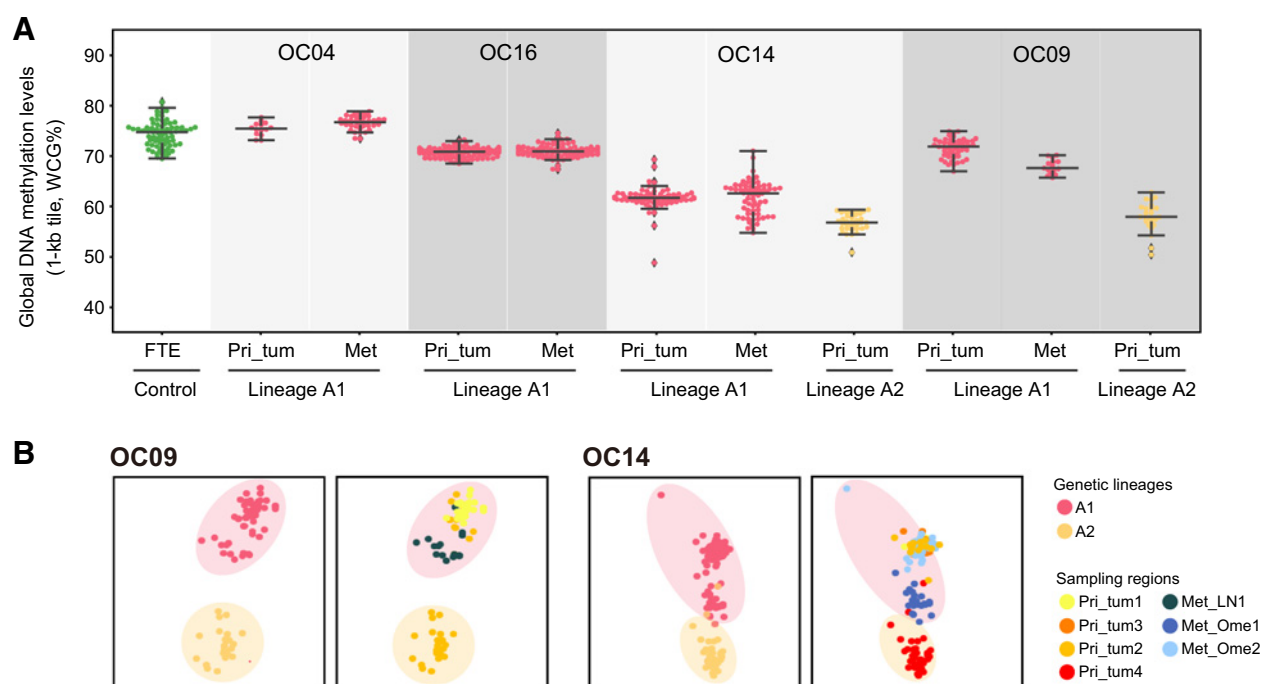 A
Global DNA methylation levels
(1-kb tile, WCG%)
90
80
70
60
50
40
OC04
OC16
OC14
OC09
FTE
Pri_tum
Met
Pri_tum
Met
Pri_tum
Met
Pri_tum
Pri_tum
Met
Pri_tum
Control
Lineage A1
Lineage A1
Lineage A1
Lineage A2
Lineage A1
Lineage A2
B
OC09
OC14
Genetic lineages
A1
A2
Sampling regions
Pri_tum1
Met_LN1
Pri_tum3
Met_Ome1
Pri_tum2
Met_Ome2
Pri_tum4